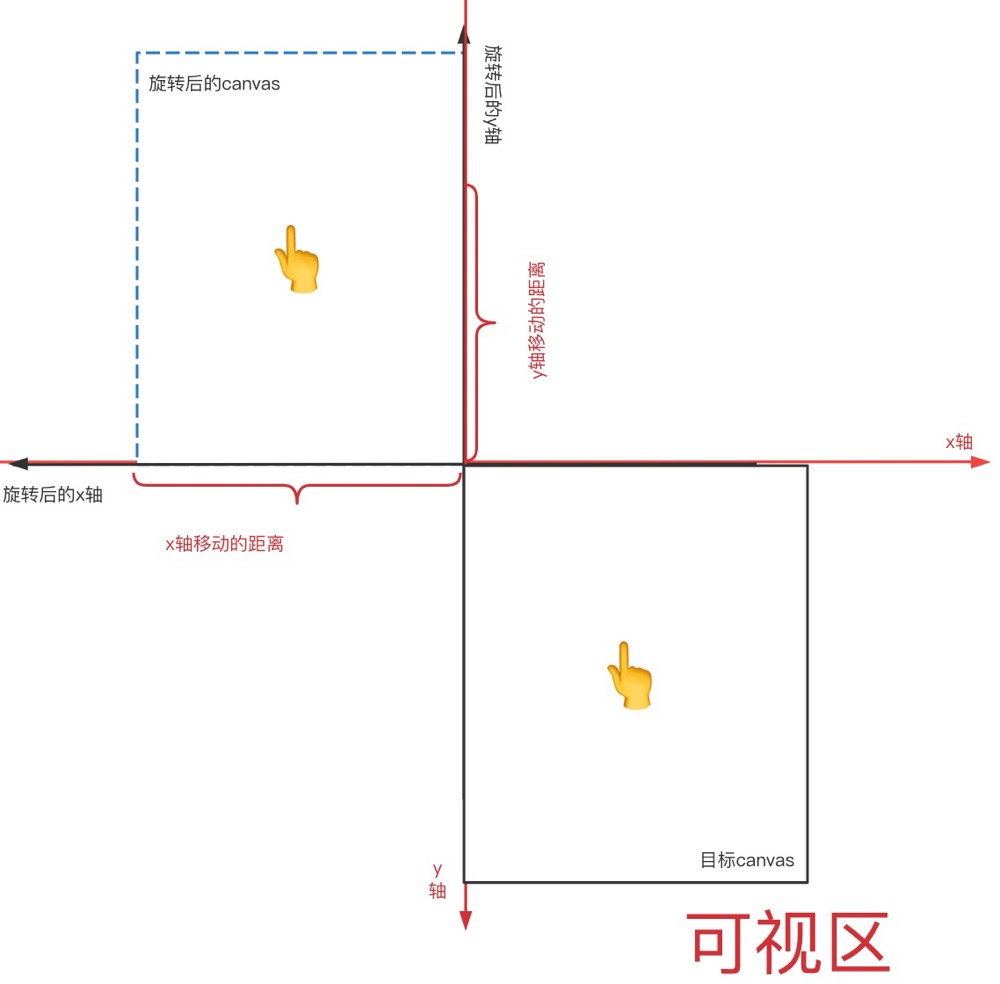 旋转后的canvas
旋转后的y轴
y轴移动的距离
x轴
旋转后的x轴
x轴移动的距离
目标canvas
y
轴
可视区